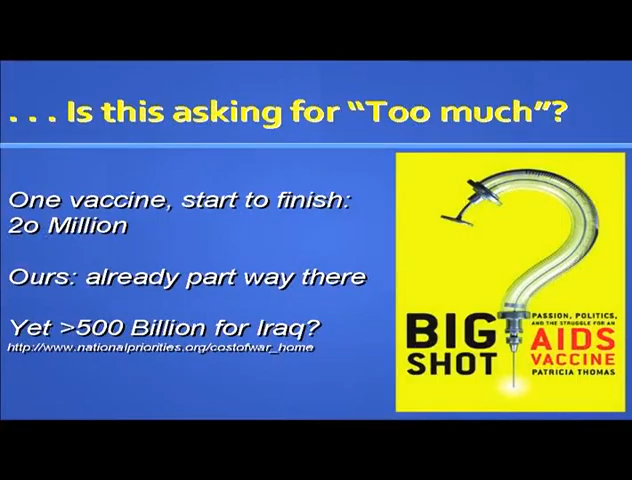 . . . Is this asking for “Too much”?
One vaccine, start to finish:
2o Million
Ours: already part way there
Yet >500 Billion for Iraq?
http://www.nationalpriorities.org/costofwar_home
BIG
SHOT
PASSION, POLITICS,
AND THE STRUGGLE FOR AN
AIDS
VACCINE
PATRICIA THOMAS